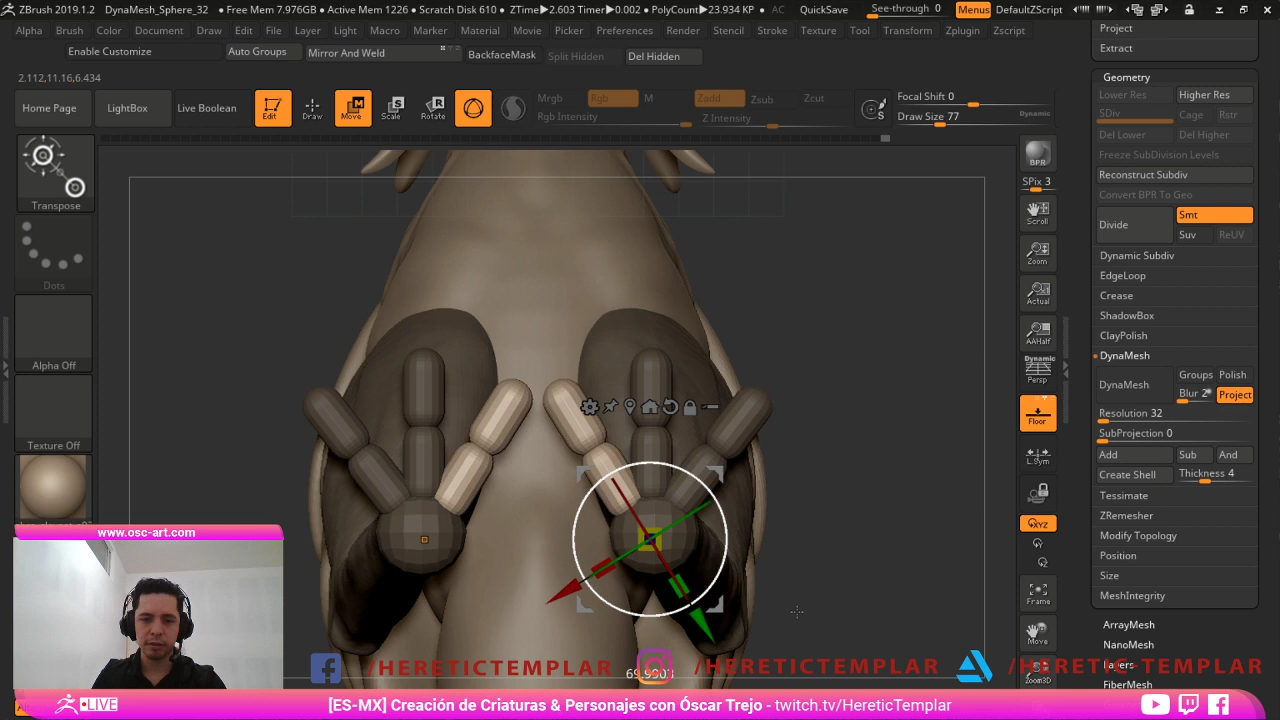 ZBrush 2019.1.2 DynaMesh_Sphere_32 • Free Mem 7.976GB • Active Mem 1226 • Scratch Disk 610 • ZTime▸2.603 Timer▸0.002 • PolyCount▸23.934 KP • AC QuickSave See-through 0 Menus DefaultZScript
Alpha Brush Color Document Draw Edit File Layer Light Macro Marker Material Movie Picker Preferences Render Stencil Stroke Texture Tool Transform Zplugin Zscript
Enable Customize Auto Groups Mirror And Weld BackfaceMask Split Hidden Del Hidden
2.112,11.16,6.434
Home Page LightBox Live Boolean Edit Draw Move Scale Rotate
Mrgb Rgb M Zadd Zsub Zcut
Rgb Intensity Z Intensity
Focal Shift 0
Draw Size 77 Dynamic
Transpose
Dots
Alpha Off
Texture Off
BPR
SPix 3
Scroll
Zoom
Actual
AAHalf
Dynamic
Persp
Floor
L.Sym
XYZ
Frame
Move
Zoom3D
Project
Extract
Geometry
Lower Res Higher Res
SDiv Cage Rstr
Del Lower Del Higher
Freeze SubDivision Levels
Reconstruct Subdiv
Convert BPR To Geo
Divide Smt
Suv ReUV
Dynamic Subdiv
EdgeLoop
Crease
ShadowBox
ClayPolish
DynaMesh
DynaMesh Groups Polish
Blur 2 Project
Resolution 32
SubProjection 0
Add Sub And
Create Shell Thickness 4
Tessimate
ZRemesher
Modify Topology
Position
Size
MeshIntegrity
ArrayMesh
NanoMesh
Layers
FiberMesh
www.osc-art.com
69.9903
/HERETICTEMPLAR /HERETICTEMPLAR /HERETIC-TEMPLAR
LIVE [ES-MX] Creación de Criaturas & Personajes con Óscar Trejo - twitch.tv/HereticTemplar